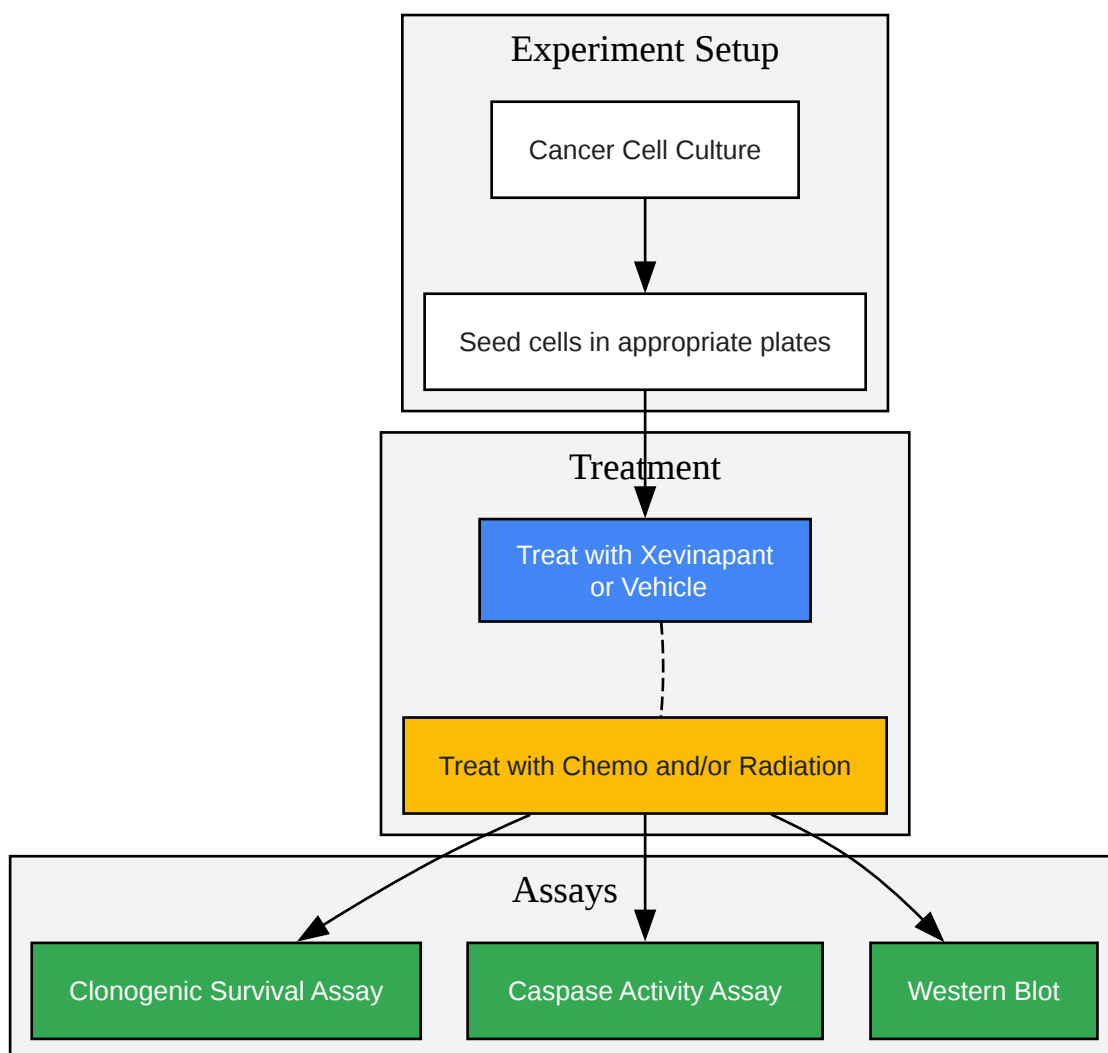 Experiment Setup
Cancer Cell Culture
Seed cells in appropriate plates
Treatment
Treat with Xevinapant
or Vehicle
Treat with Chemo and/or Radiation
Assays
Clonogenic Survival Assay
Caspase Activity Assay
Western Blot